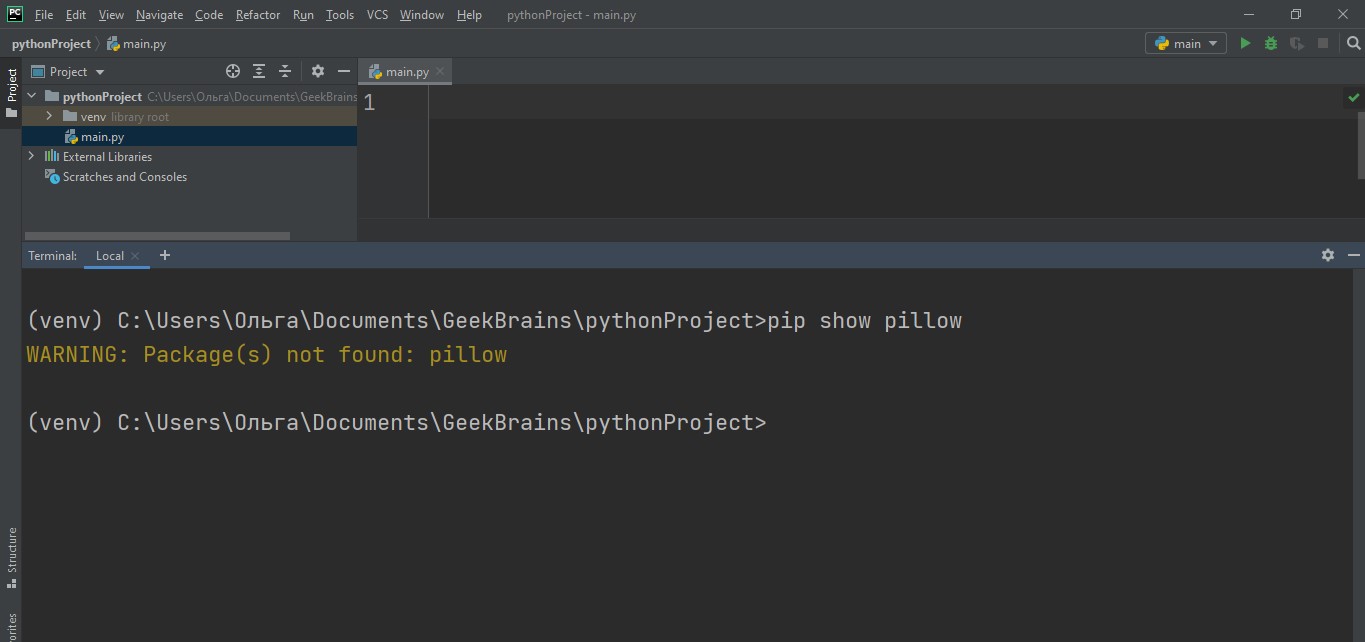 PC File Edit View Navigate Code Refactor Run Tools VCS Window Help pythonProject - main.py
pythonProject main.py main
Project
Project main.py
pythonProject C:\Users\Ольга\Documents\GeekBrains
venv library root
main.py
External Libraries
Scratches and Consoles
1
Terminal: Local +
(venv) C:\Users\Ольга\Documents\GeekBrains\pythonProject>pip show pillow
WARNING: Package(s) not found: pillow
(venv) C:\Users\Ольга\Documents\GeekBrains\pythonProject>
Structure